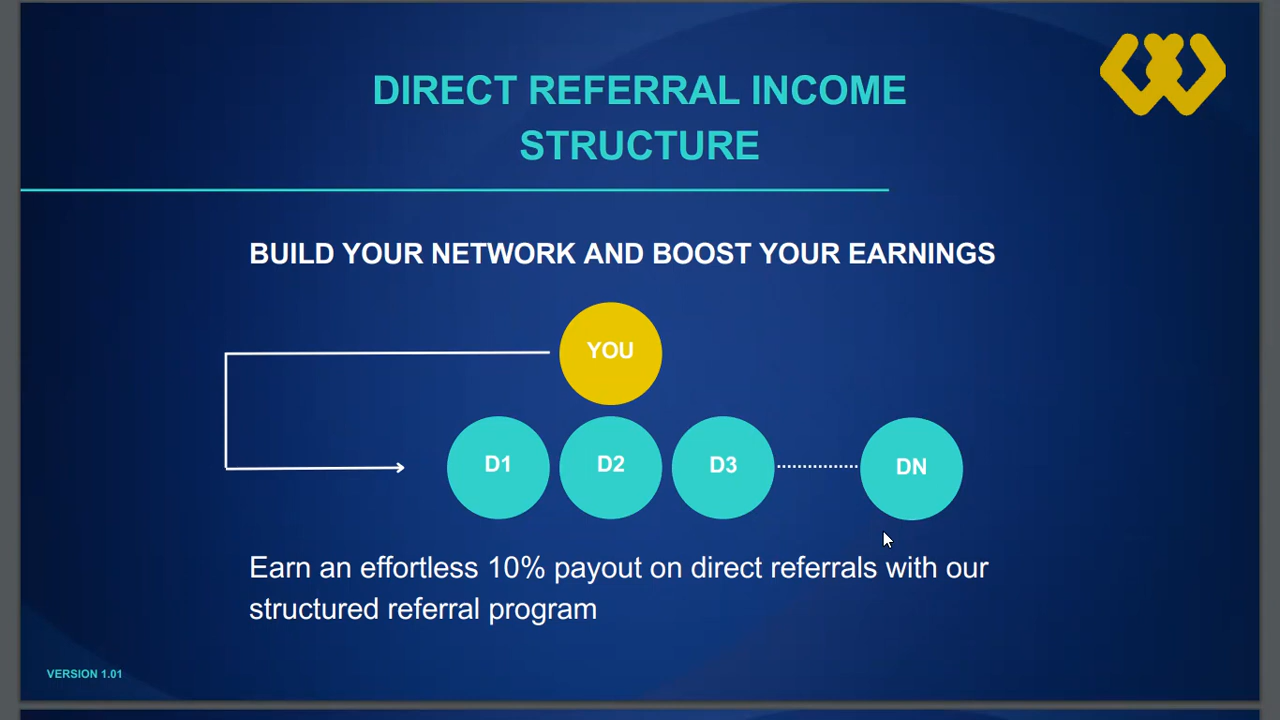 DIRECT REFERRAL INCOME
STRUCTURE
BUILD YOUR NETWORK AND BOOST YOUR EARNINGS
YOU
D1
D2
D3
DN
Earn an effortless 10% payout on direct referrals with our
structured referral program
VERSION 1.01